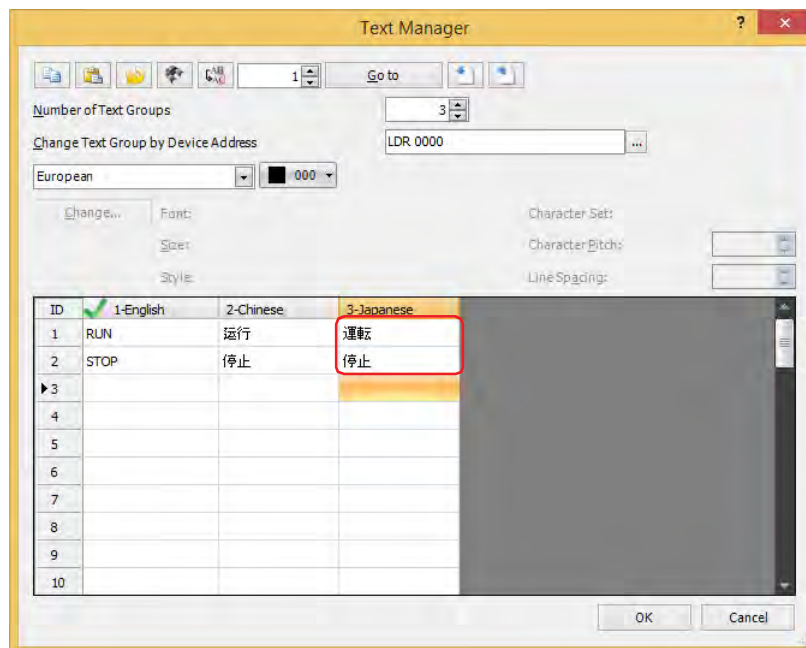 Text Manager
1 Go to
Number of Text Groups 3
Change Text Group by Device Address LDR 0000 ...
European 000
Change... Font: Character Set:
Size: Character Pitch:
Style: Line Spacing:
ID 1-English 2-Chinese 3-Japanese
1 RUN 运行 運転
2 STOP 停止 停止
3
4
5
6
7
8
9
10
OK Cancel